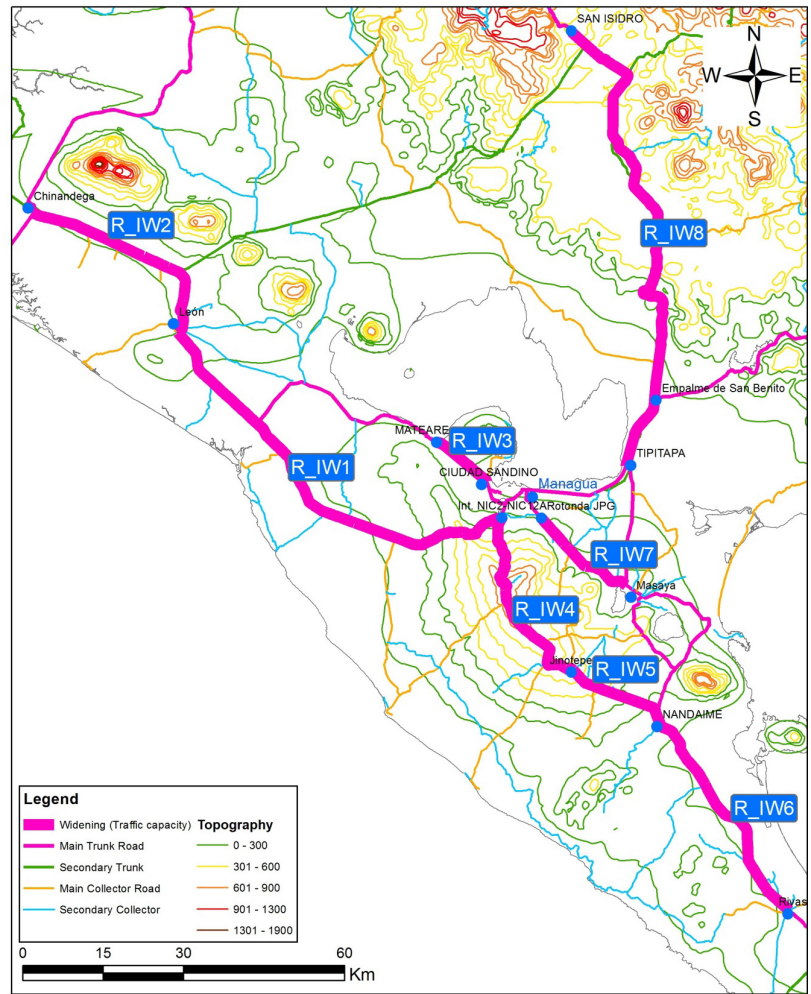 SAN ISIDRO
N
W E
S
Chinandega
R_IW2
R_IW8
León
Empalme de San Benito
MATEARE
R_IW3
TIPITAPA
R_IW1
CIUDAD SANDINO
Managua
Int. NIC2-NIC12A
Rotonda JPG
R_IW7
Masaya
R_IW4
Jinotepe
R_IW5
NANDAIME
R_IW6
Rivas
Legend
Widening (Traffic capacity)
Main Trunk Road
Secondary Trunk
Main Collector Road
Secondary Collector
Topography
0 - 300
301 - 600
601 - 900
901 - 1300
1301 - 1900
0 15 30 60
Km